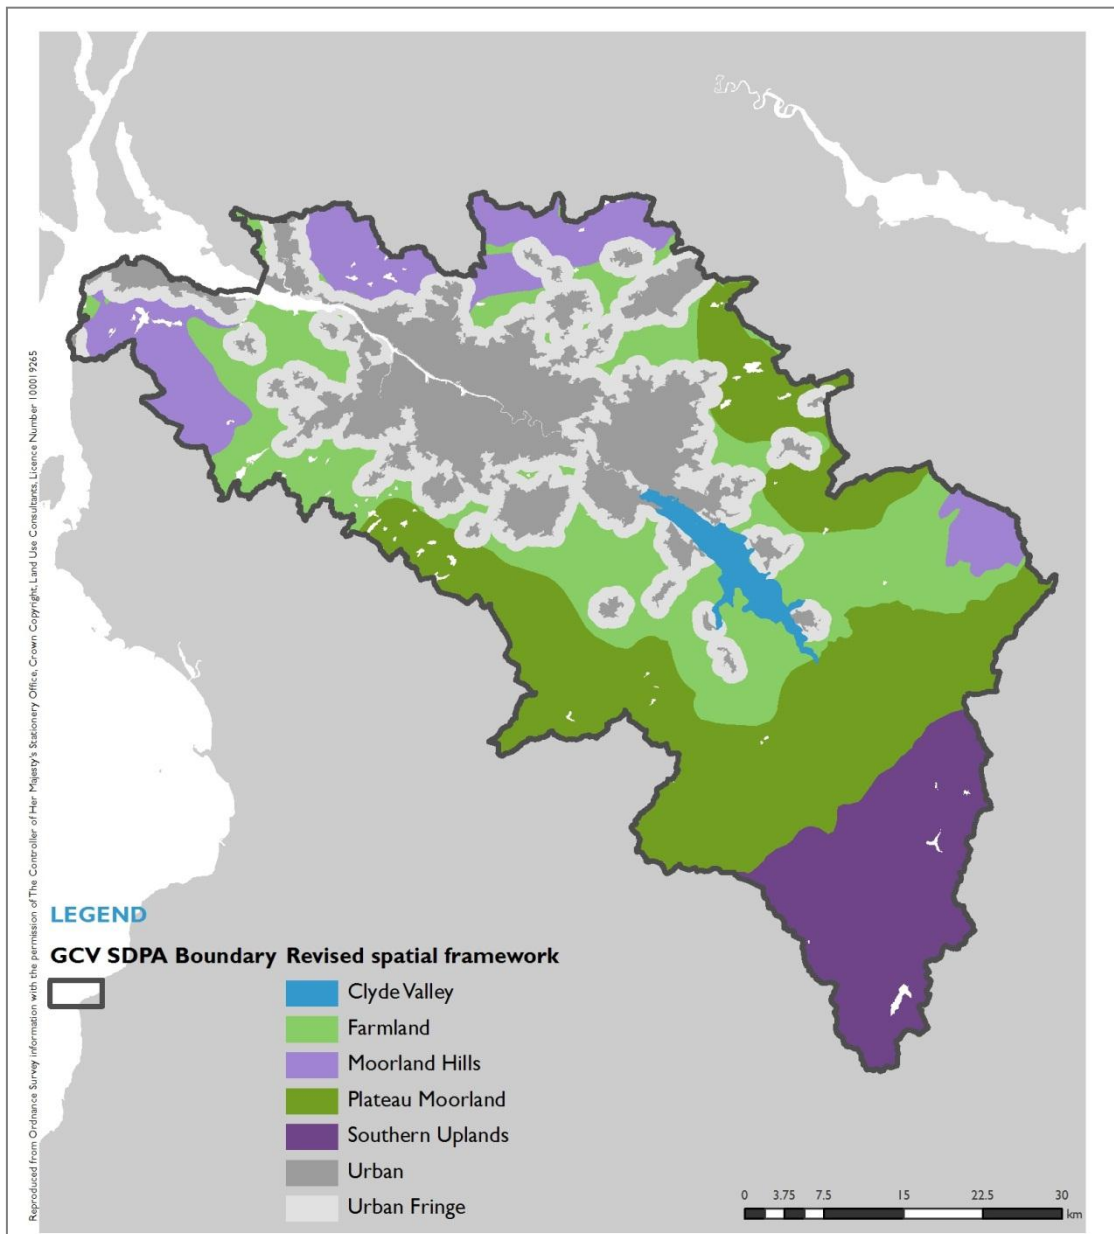 Reproduced from Ordnance Survey information with the permission of The Controller of Her Majesty's Stationery Office, Crown Copyright, Land Use Consultants, Licence Number 100019265
LEGEND
GCV SDPA Boundary Revised spatial framework
Clyde Valley
Farmland
Moorland Hills
Plateau Moorland
Southern Uplands
Urban
Urban Fringe
0 3.75 7.5 15 22.5 30
km